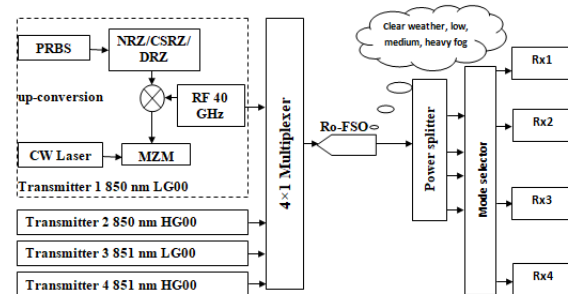 PRBS
NRZ/CSRZ/
DRZ
up-conversion
RF 40
GHz
CW Laser
MZM
Transmitter 1 850 nm LG00
Transmitter 2 850 nm HG00
Transmitter 3 851 nm LG00
Transmitter 4 851 nm HG00
4×1 Multiplexer
Ro-FSO
Clear weather, low,
medium, heavy fog
Power splitter
Mode selector
Rx1
Rx2
Rx3
Rx4